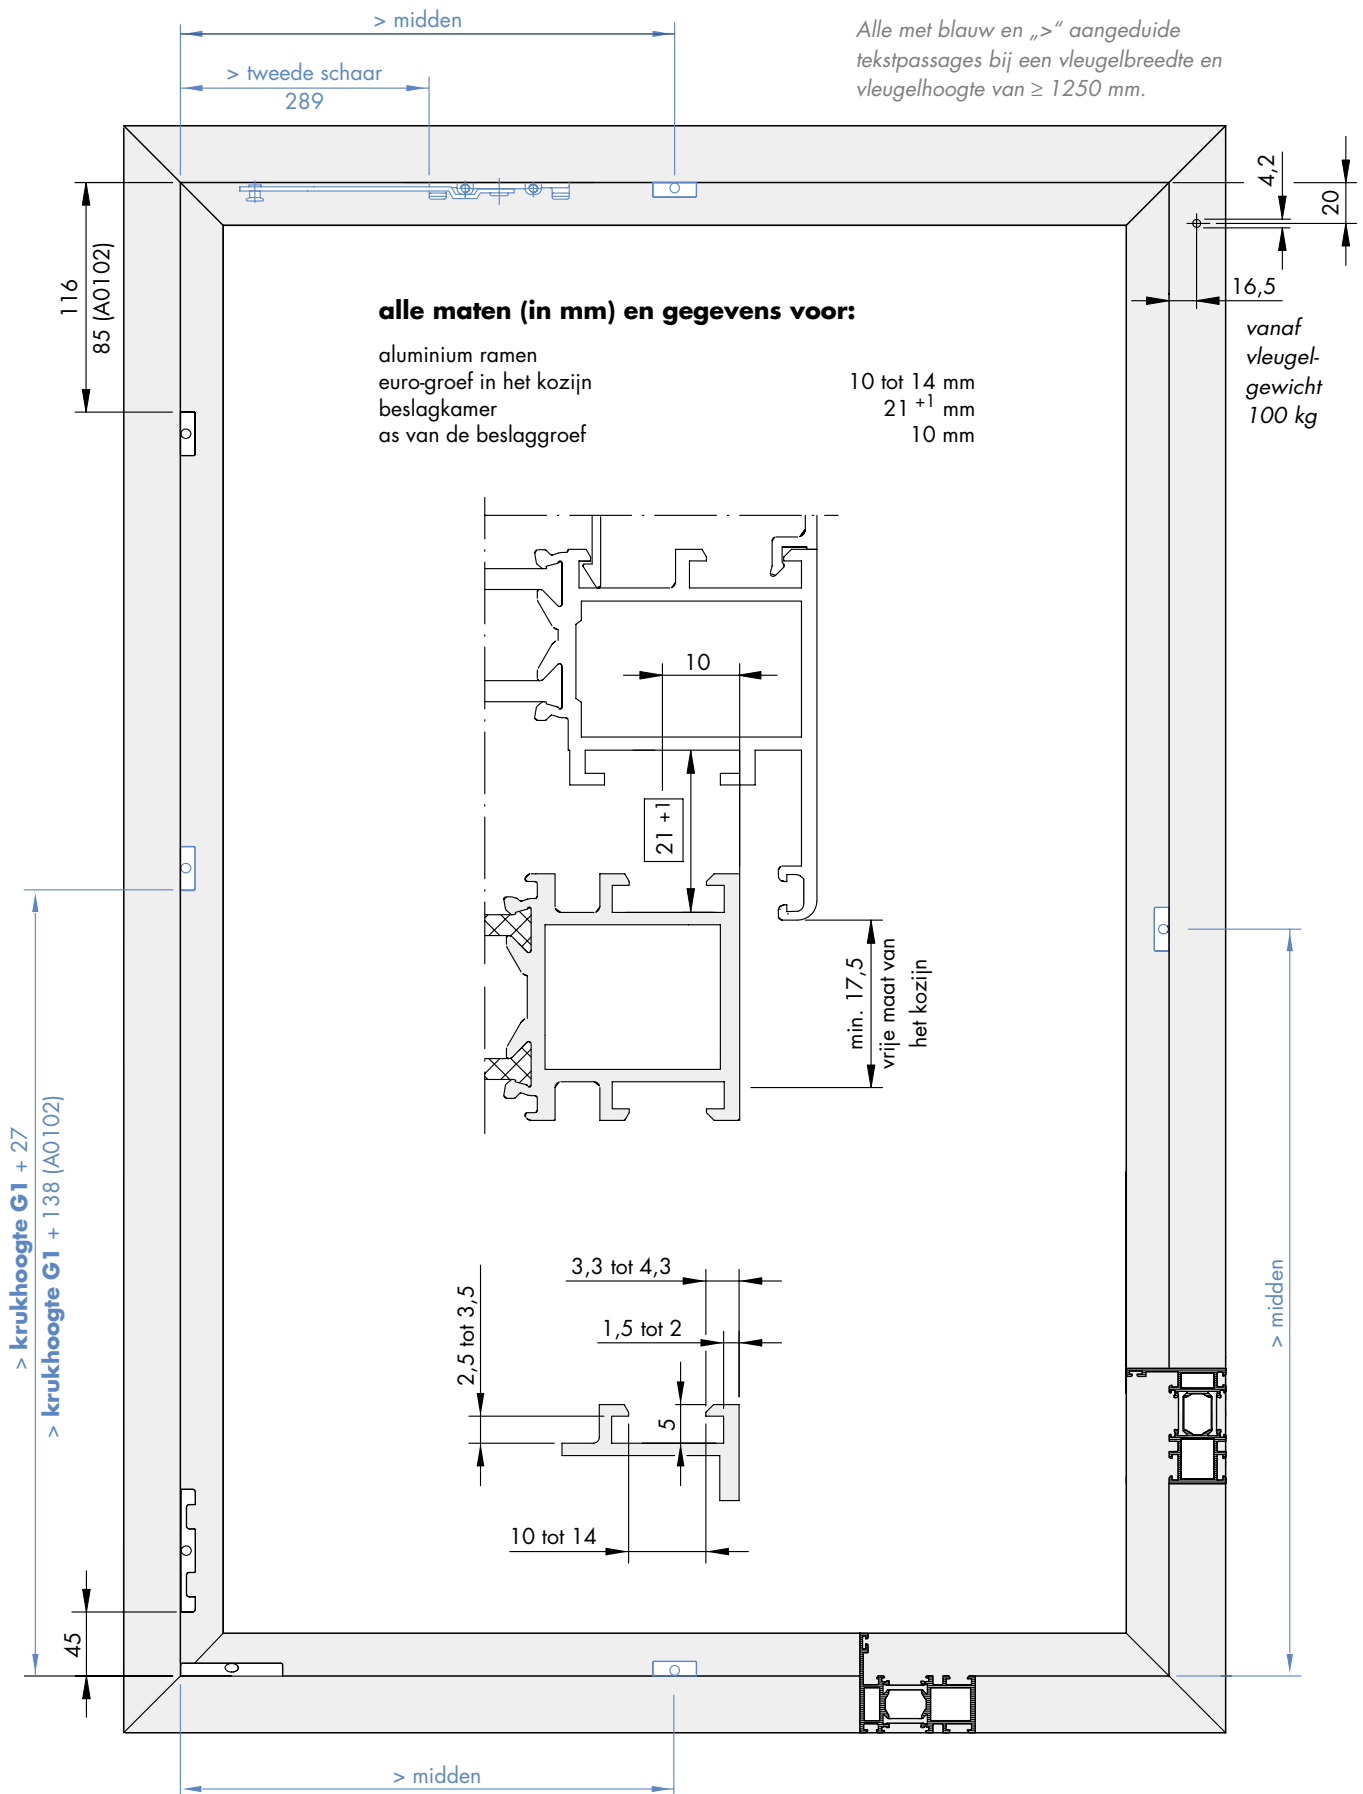 > midden
Alle met blauw en „>“ aangeduide
tekstpassages bij een vleugelbreedte en
vleugelhoogte van ≥ 1250 mm.
> tweede schaar
289
4,2
20
16,5
vanaf
vleugel-
gewicht
100 kg
116
85 (A0102)
alle maten (in mm) en gegevens voor:
aluminium ramen
euro-groef in het kozijn 10 tot 14 mm
beslagkamer 21 +1 mm
as van de beslaggroef 10 mm
10
21 +1
min. 17,5
vrije maat van
het kozijn
> krukhoogte G1 + 27
> krukhoogte G1 + 138 (A0102)
3,3 tot 4,3
2,5 tot 3,5
1,5 tot 2
5
10 tot 14
> midden
45
> midden